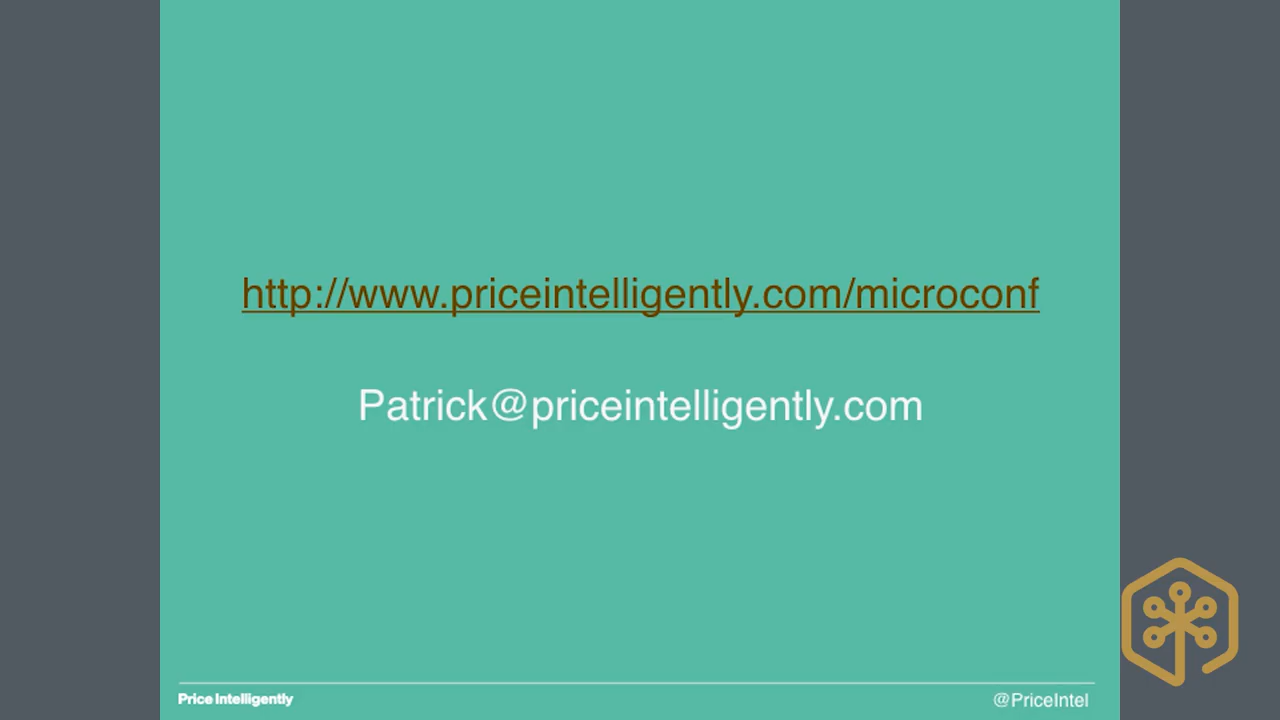 http://www.priceintelligently.com/microconf
Patrick@priceintelligently.com
Price Intelligently
@PriceIntel